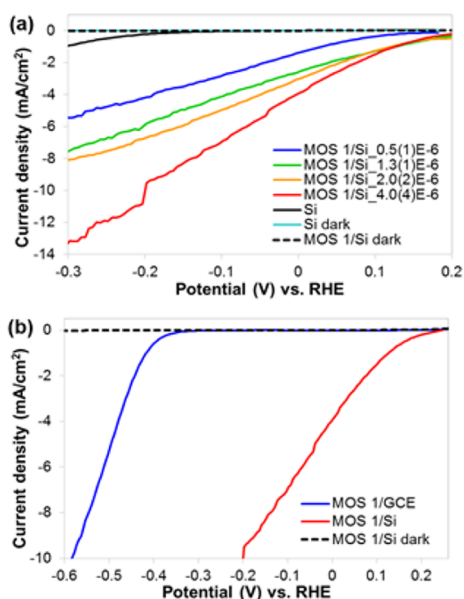 (a)
0
-2
-4
-6
-8
-10
-12
-14
Current density (mA/cm²)
MOS 1/Si_0.5(1)E-6
MOS 1/Si_1.3(1)E-6
MOS 1/Si_2.0(2)E-6
MOS 1/Si_4.0(4)E-6
Si
Si dark
MOS 1/Si dark
-0.3 -0.2 -0.1 0 0.1 0.2
Potential (V) vs. RHE
(b)
0
-2
-4
-6
-8
-10
Current density (mA/cm²)
MOS 1/GCE
MOS 1/Si
MOS 1/Si dark
-0.6 -0.5 -0.4 -0.3 -0.2 -0.1 0 0.1 0.2
Potential (V) vs. RHE